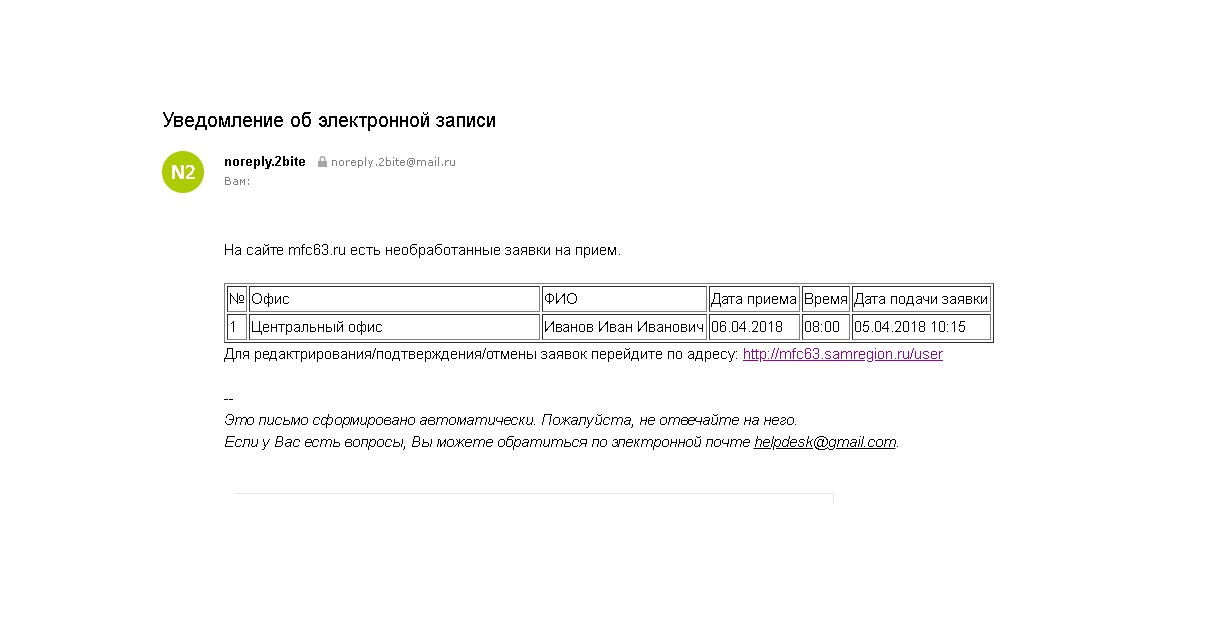 Уведомление об электронной записи
N2
noreply.2bite noreply.2bite@mail.ru
Вам:
На сайте mfc63.ru есть необработанные заявки на прием.
№ Офис ФИО Дата приема Время Дата подачи заявки
1 Центральный офис Иванов Иван Иванович 06.04.2018 08:00 05.04.2018 10:15
Для редактрирования/подтверждения/отмены заявок перейдите по адресу: http://mfc63.samregion.ru/user
--
Это письмо сформировано автоматически. Пожалуйста, не отвечайте на него.
Если у Вас есть вопросы, Вы можете обратиться по электронной почте helpdesk@gmail.com.